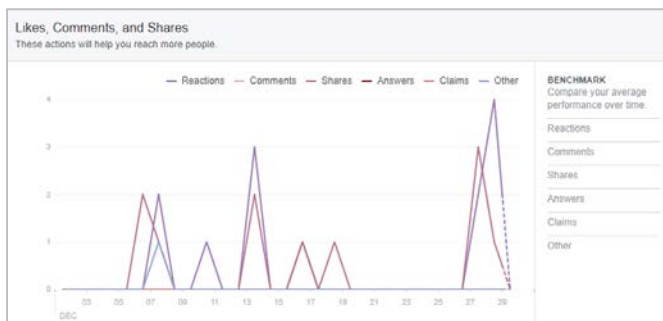 Likes, Comments, and Shares
These actions will help you reach more people.
Reactions Comments Shares Answers Claims Other
BENCHMARK
Compare your average
performance over time.
Reactions
Comments
Shares
Answers
Claims
Other
4
3
2
1
0
03 05 07 09 11 13 15 17 19 21 23 25 27 29
DEC